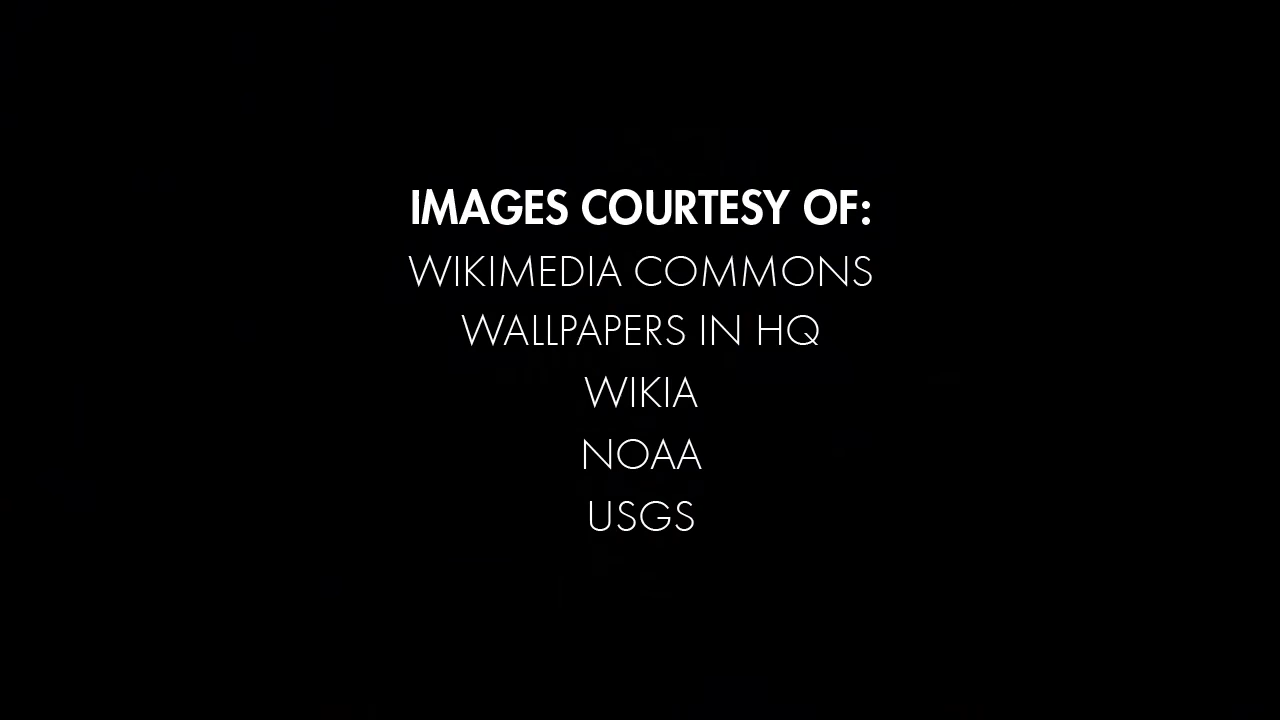 IMAGES COURTESY OF:
WIKIMEDIA COMMONS
WALLPAPERS IN HQ
WIKIA
NOAA
USGS